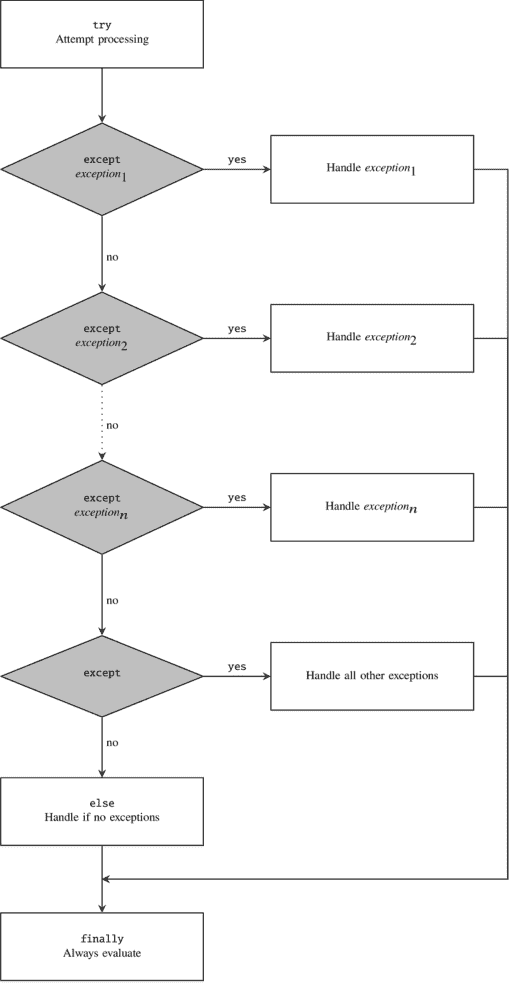 try
Attempt processing
except
exception1
yes
Handle exception1
no
except
exception2
yes
Handle exception2
no
except
exceptionn
yes
Handle exceptionn
no
except
yes
Handle all other exceptions
no
else
Handle if no exceptions
finally
Always evaluate